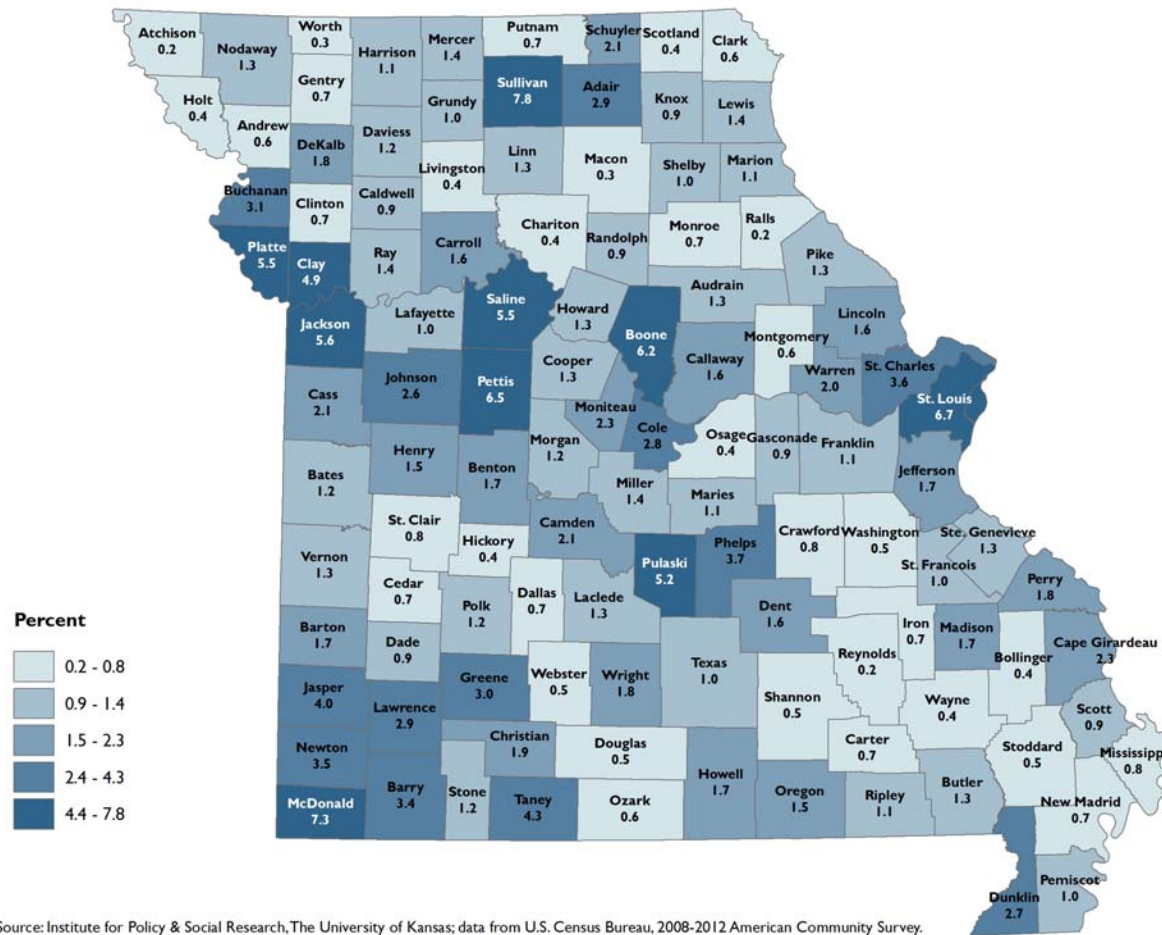 Atchison
0.2
Nodaway
1.3
Worth
0.3
Harrison
1.1
Mercer
1.4
Putnam
0.7
Schuyler
2.1
Scotland
0.4
Clark
0.6
Holt
0.4
Andrew
0.6
Gentry
0.7
DeKalb
1.8
Daviess
1.2
Grundy
1.0
Sullivan
7.8
Adair
2.9
Knox
0.9
Lewis
1.4
Buchanan
3.1
Clinton
0.7
Caldwell
0.9
Livingston
0.4
Linn
1.3
Macon
0.3
Shelby
1.0
Marion
1.1
Platte
5.5
Clay
4.9
Ray
1.4
Carroll
1.6
Chariton
0.4
Randolph
0.9
Monroe
0.7
Ralls
0.2
Pike
1.3
Jackson
5.6
Lafayette
1.0
Saline
5.5
Howard
1.3
Boone
6.2
Audrain
1.3
Callaway
1.6
Montgomery
0.6
Lincoln
1.6
Warren
2.0
St. Charles
3.6
St. Louis
6.7
Cass
2.1
Johnson
2.6
Pettis
6.5
Cooper
1.3
Moniteau
2.3
Cole
2.8
Osage
0.4
Gasconade
0.9
Franklin
1.1
Jefferson
1.7
Bates
1.2
Henry
1.5
Benton
1.7
Morgan
1.2
Miller
1.4
Maries
1.1
Vernon
1.3
St. Clair
0.8
Hickory
0.4
Camden
2.1
Pulaski
5.2
Phelps
3.7
Crawford
0.8
Washington
0.5
St. Francois
1.0
Ste. Genevieve
1.3
Perry
1.8
Cedar
0.7
Polk
1.2
Dallas
0.7
Laclede
1.3
Dent
1.6
Iron
0.7
Madison
1.7
Bollinger
0.4
Cape Girardeau
2.3
Barton
1.7
Dade
0.9
Greene
3.0
Webster
0.5
Wright
1.8
Texas
1.0
Shannon
0.5
Reynolds
0.2
Wayne
0.4
Scott
0.9
Jasper
4.0
Lawrence
2.9
Christian
1.9
Douglas
0.5
Howell
1.7
Carter
0.7
Stoddard
0.5
Mississippi
0.8
Newton
3.5
McDonald
7.3
Barry
3.4
Stone
1.2
Taney
4.3
Ozark
0.6
Oregon
1.5
Ripley
1.1
Butler
1.3
New Madrid
0.7
Dunklin
2.7
Pemiscot
1.0
Percent
0.2 - 0.8
0.9 - 1.4
1.5 - 2.3
2.4 - 4.3
4.4 - 7.8
Source: Institute for Policy & Social Research, The University of Kansas; data from U.S. Census Bureau, 2008-2012 American Community Survey.